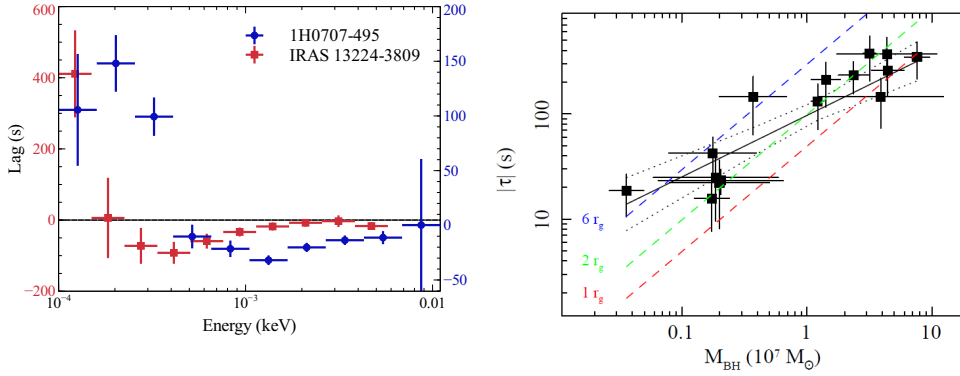 600
400
200
0
−200
Lag (s)
1H0707-495
IRAS 13224-3809
200
150
100
50
0
−50
10⁻⁴
10⁻³
0.01
Energy (keV)
|τ| (s)
100
10
6 r_g
2 r_g
1 r_g
0.1
1
10
M_BH (10⁷ M_⊙)